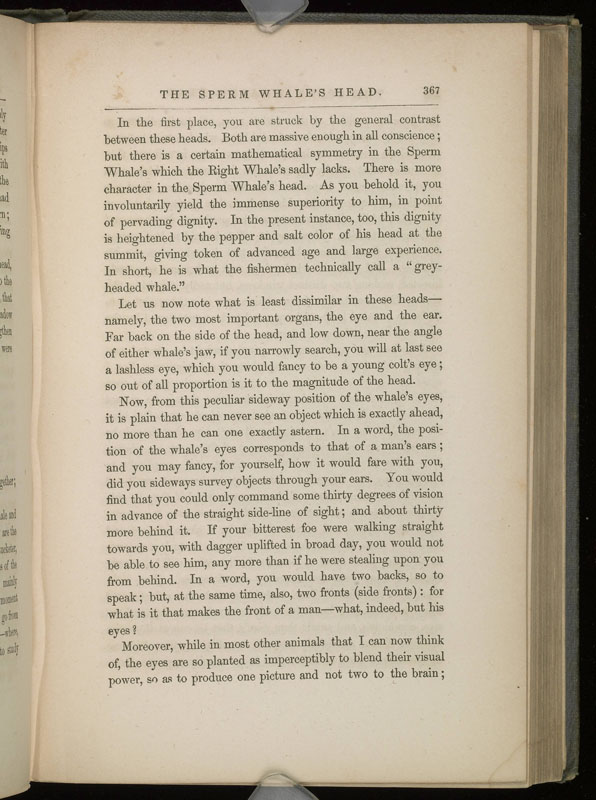 THE SPERM WHALE'S HEAD. 367
In the first place, you are struck by the general contrast
between these heads. Both are massive enough in all conscience;
but there is a certain mathematical symmetry in the Sperm
Whale's which the Right Whale's sadly lacks. There is more
character in the Sperm Whale's head. As you behold it, you
involuntarily yield the immense superiority to him, in point
of pervading dignity. In the present instance, too, this dignity
is heightened by the pepper and salt color of his head at the
summit, giving token of advanced age and large experience.
In short, he is what the fishermen technically call a "grey-
headed whale."
Let us now note what is least dissimilar in these heads—
namely, the two most important organs, the eye and the ear.
Far back on the side of the head, and low down, near the angle
of either whale's jaw, if you narrowly search, you will at last see
a lashless eye, which you would fancy to be a young colt's eye;
so out of all proportion is it to the magnitude of the head.
Now, from this peculiar sideway position of the whale's eyes,
it is plain that he can never see an object which is exactly ahead,
no more than he can one exactly astern. In a word, the posi-
tion of the whale's eyes corresponds to that of a man's ears;
and you may fancy, for yourself, how it would fare with you,
did you sideways survey objects through your ears. You would
find that you could only command some thirty degrees of vision
in advance of the straight side-line of sight; and about thirty
more behind it. If your bitterest foe were walking straight
towards you, with dagger uplifted in broad day, you would not
be able to see him, any more than if he were stealing upon you
from behind. In a word, you would have two backs, so to
speak; but, at the same time, also, two fronts (side fronts): for
what is it that makes the front of a man—what, indeed, but his
eyes?
Moreover, while in most other animals that I can now think
of, the eyes are so planted as imperceptibly to blend their visual
power, so as to produce one picture and not two to the brain;